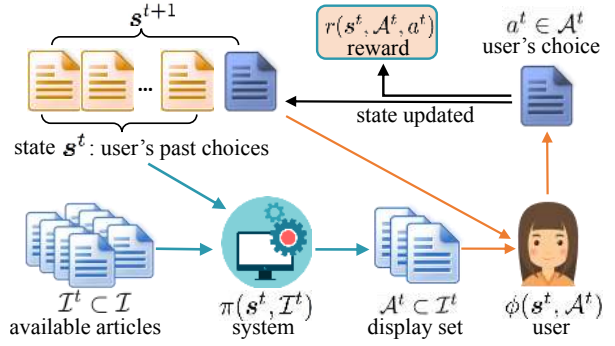 𝒔^{t+1}
r(𝒔^t, 𝒜^t, a^t)
reward
a^t ∈ 𝒜^t
user's choice
...
state updated
state 𝒔^t: user's past choices
ℐ^t ⊂ ℐ
available articles
π(𝒔^t, ℐ^t)
system
𝒜^t ⊂ ℐ^t
display set
ϕ(𝒔^t, 𝒜^t)
user